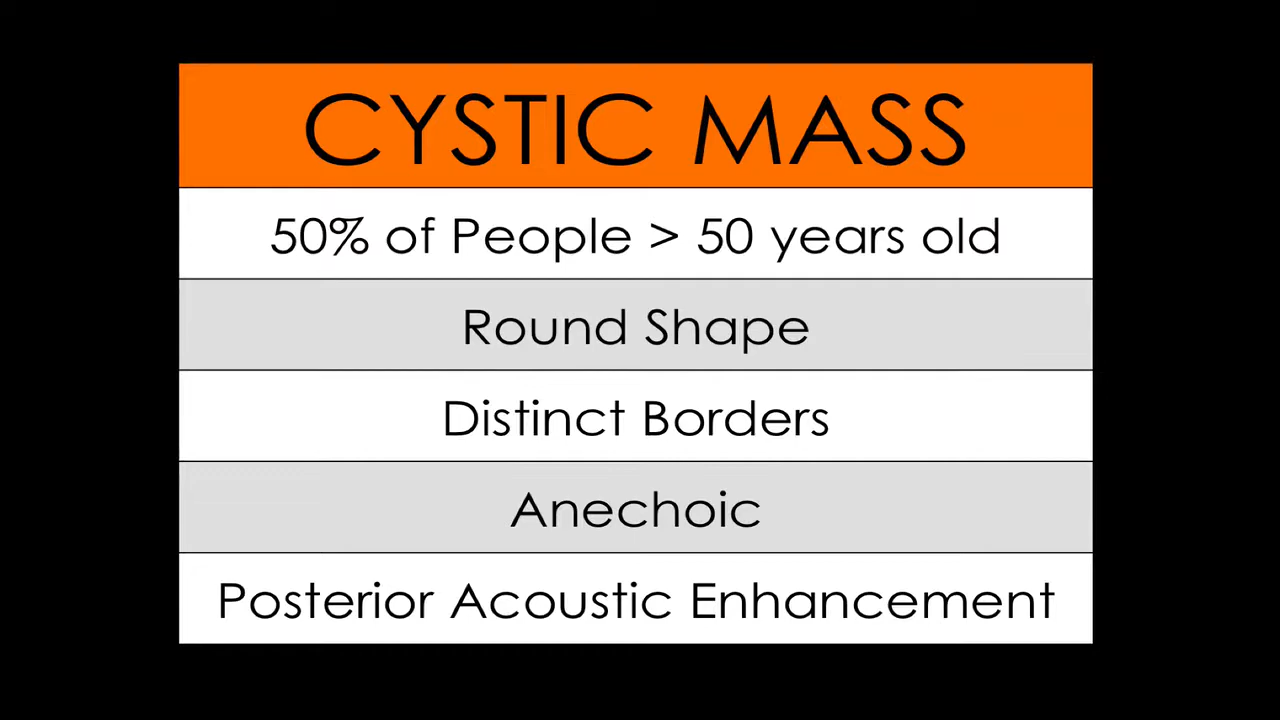 CYSTIC MASS
50% of People > 50 years old
Round Shape
Distinct Borders
Anechoic
Posterior Acoustic Enhancement